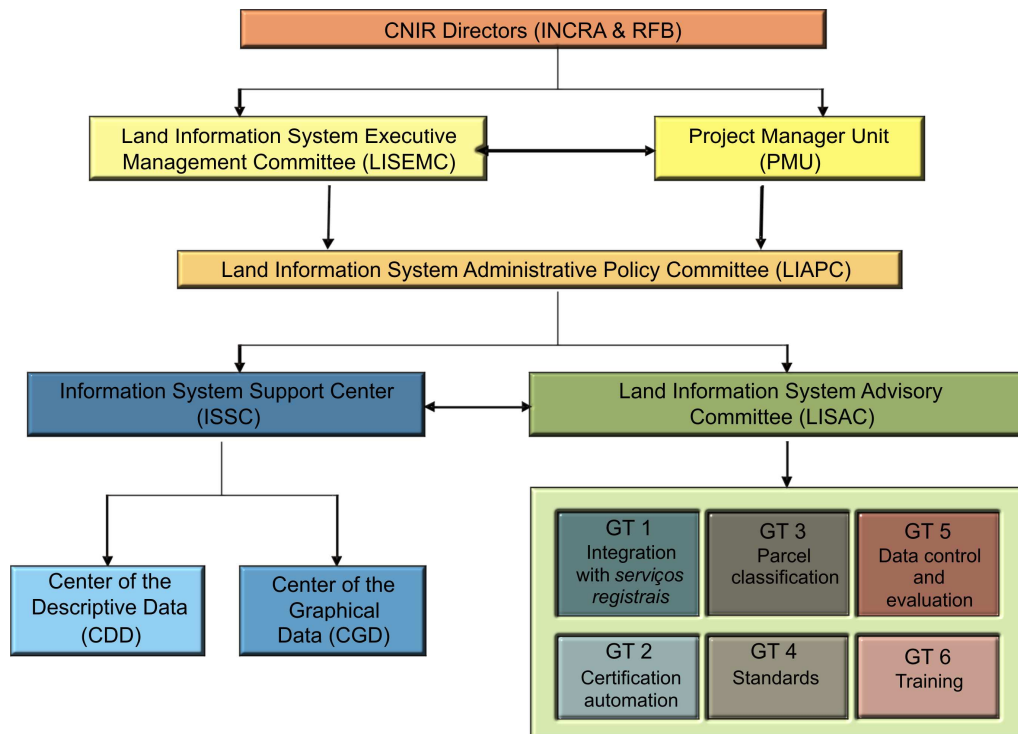 CNIR Directors (INCRA & RFB)
Land Information System Executive
Management Committee (LISEMC)
Project Manager Unit
(PMU)
Land Information System Administrative Policy Committee (LIAPC)
Information System Support Center
(ISSC)
Land Information System Advisory
Committee (LISAC)
Center of the
Descriptive Data
(CDD)
Center of the
Graphical
Data (CGD)
GT 1
Integration
with serviços
registrais
GT 3
Parcel
classification
GT 5
Data control
and
evaluation
GT 2
Certification
automation
GT 4
Standards
GT 6
Training